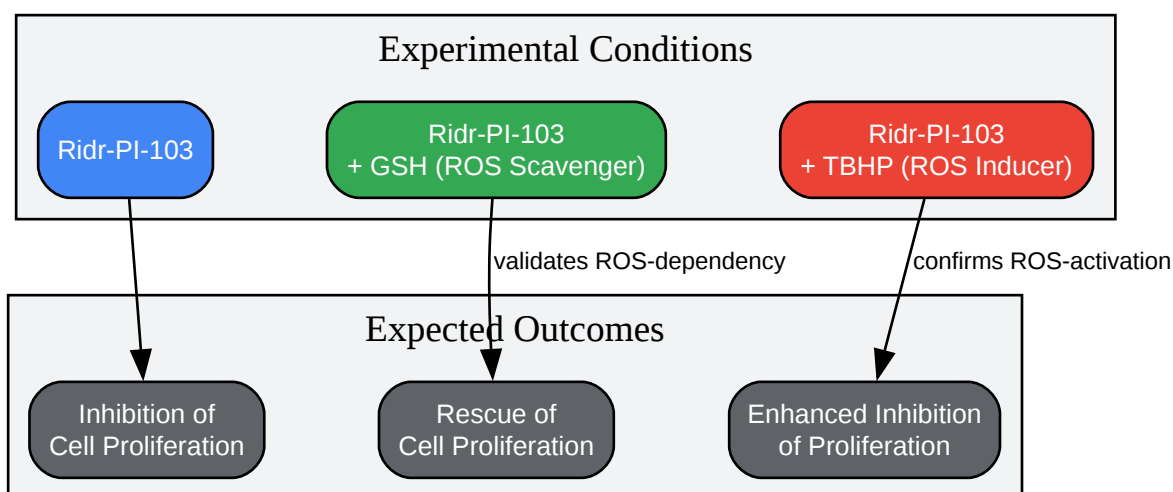 Experimental Conditions
Ridr-PI-103
Ridr-PI-103
+ GSH (ROS Scavenger)
Ridr-PI-103
+ TBHP (ROS Inducer)
validates ROS-dependency
confirms ROS-activation
Expected Outcomes
Inhibition of
Cell Proliferation
Rescue of
Cell Proliferation
Enhanced Inhibition
of Proliferation